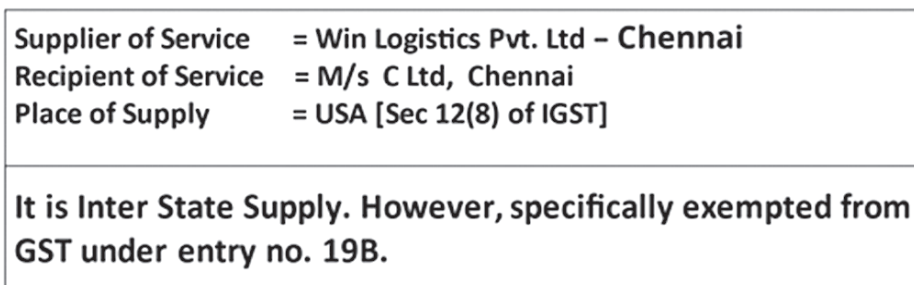 Supplier of Service = Win Logistics Pvt. Ltd – Chennai
Recipient of Service = M/s C Ltd, Chennai
Place of Supply = USA [Sec 12(8) of IGST]
It is Inter State Supply. However, specifically exempted from
GST under entry no. 19B.